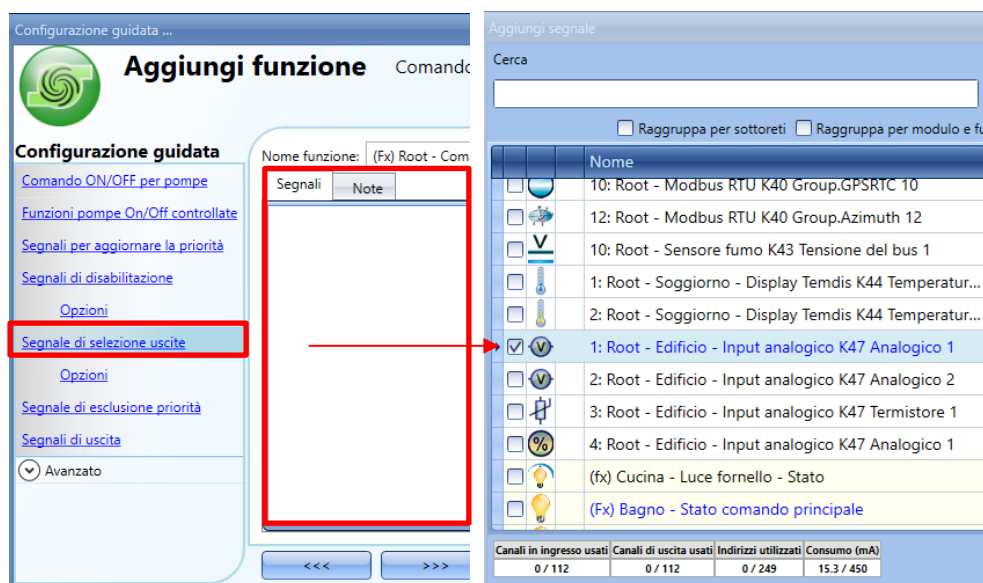 Configurazione guidata ...
Aggiungi funzione
Comando
Configurazione guidata
Comando ON/OFF per pompe
Funzioni pompe On/Off controllate
Segnali per aggiornare la priorità
Segnali di disabilitazione
Opzioni
Segnale di selezione uscite
Opzioni
Segnale di esclusione priorità
Segnali di uscita
Avanzato
Nome funzione: (Fx) Root - Com
Segnali
Note
<<<
>>>
Aggiungi segnale
Cerca
Raggruppa per sottoreti
Raggruppa per modulo e fu
Nome
10: Root - Modbus RTU K40 Group.GPSRTC 10
12: Root - Modbus RTU K40 Group.Azimuth 12
10: Root - Sensore fumo K43 Tensione del bus 1
1: Root - Soggiorno - Display Temdis K44 Temperatur...
2: Root - Soggiorno - Display Temdis K44 Temperatur...
1: Root - Edificio - Input analogico K47 Analogico 1
2: Root - Edificio - Input analogico K47 Analogico 2
3: Root - Edificio - Input analogico K47 Termistore 1
4: Root - Edificio - Input analogico K47 Analogico 1
(fx) Cucina - Luce fornello - Stato
(Fx) Bagno - Stato comando principale
Canali in ingresso usati Canali di uscita usati Indirizzi utilizzati Consumo (mA)
0 / 112 0 / 112 0 / 249 15.3 / 450